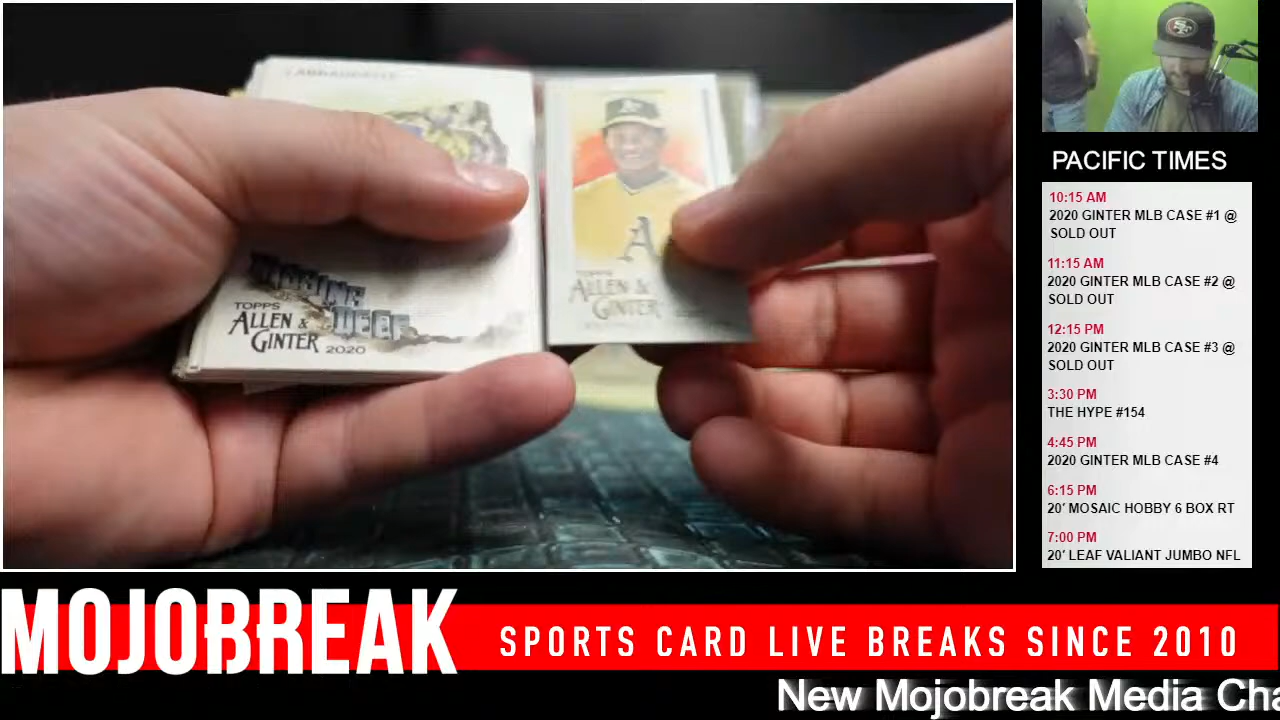 TOPPS
ALLEN &
GINTER 2020
A
TOPPS
ALLEN &
GINTER
PACIFIC TIMES
10:15 AM
2020 GINTER MLB CASE #1 @
SOLD OUT
11:15 AM
2020 GINTER MLB CASE #2 @
SOLD OUT
12:15 PM
2020 GINTER MLB CASE #3 @
SOLD OUT
3:30 PM
THE HYPE #154
4:45 PM
2020 GINTER MLB CASE #4
6:15 PM
20' MOSAIC HOBBY 6 BOX RT
7:00 PM
20' LEAF VALIANT JUMBO NFL
MOJOBREAK
SPORTS CARD LIVE BREAKS SINCE 2010
New Mojobreak Media Cha